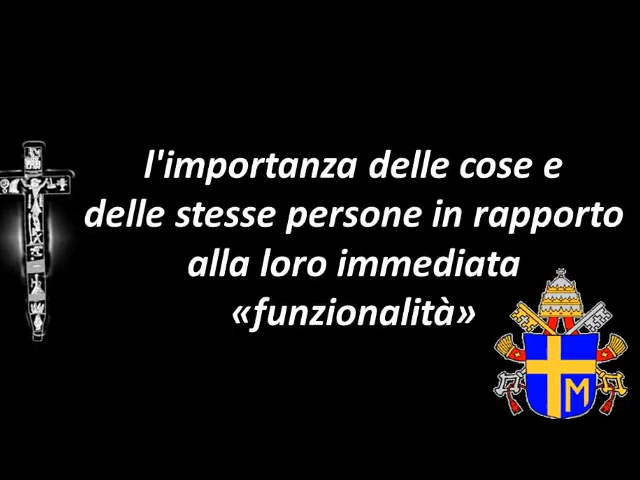 l'importanza delle cose e
delle stesse persone in rapporto
alla loro immediata
«funzionalità»
M